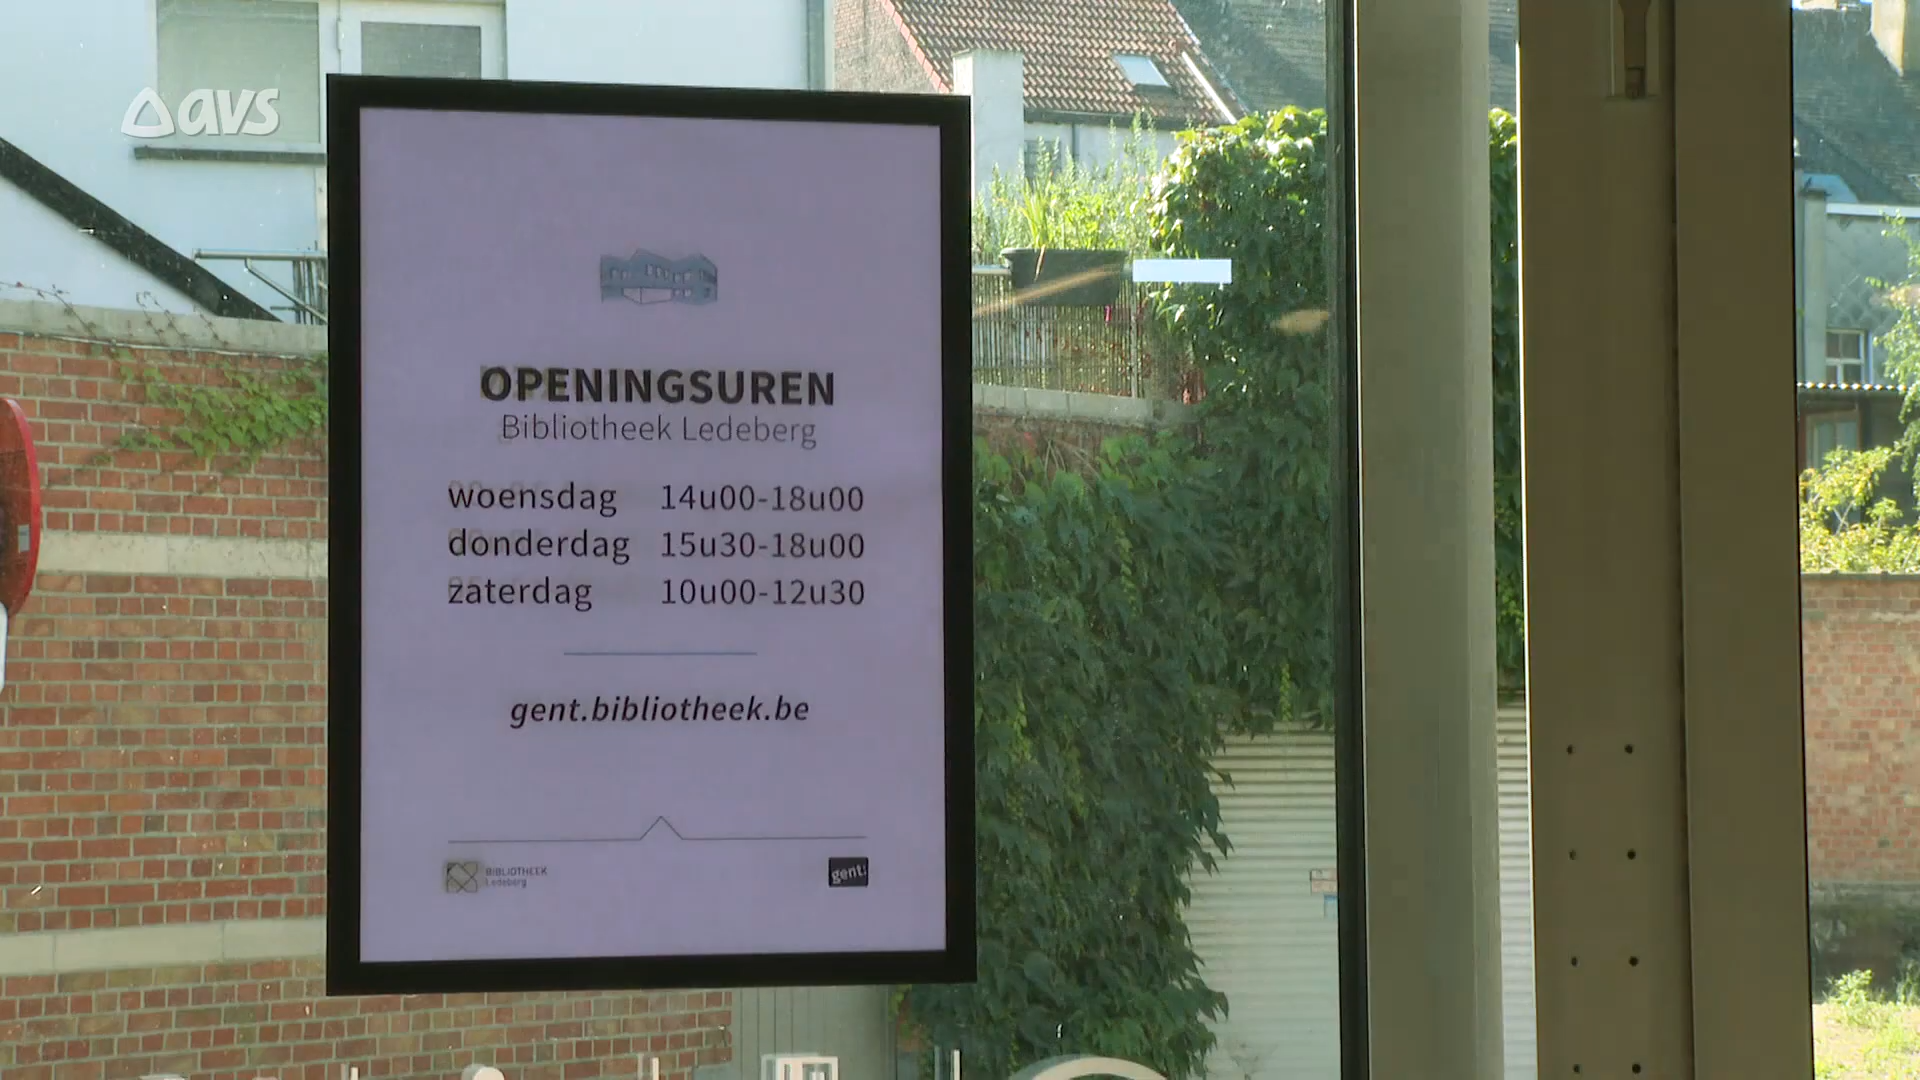 avs
OPENINGSUREN
Bibliotheek Ledeberg
woensdag 14u00-18u00
donderdag 15u30-18u00
zaterdag 10u00-12u30
gent.bibliotheek.be
BIBLIOTHEEK
Ledeberg
gent: